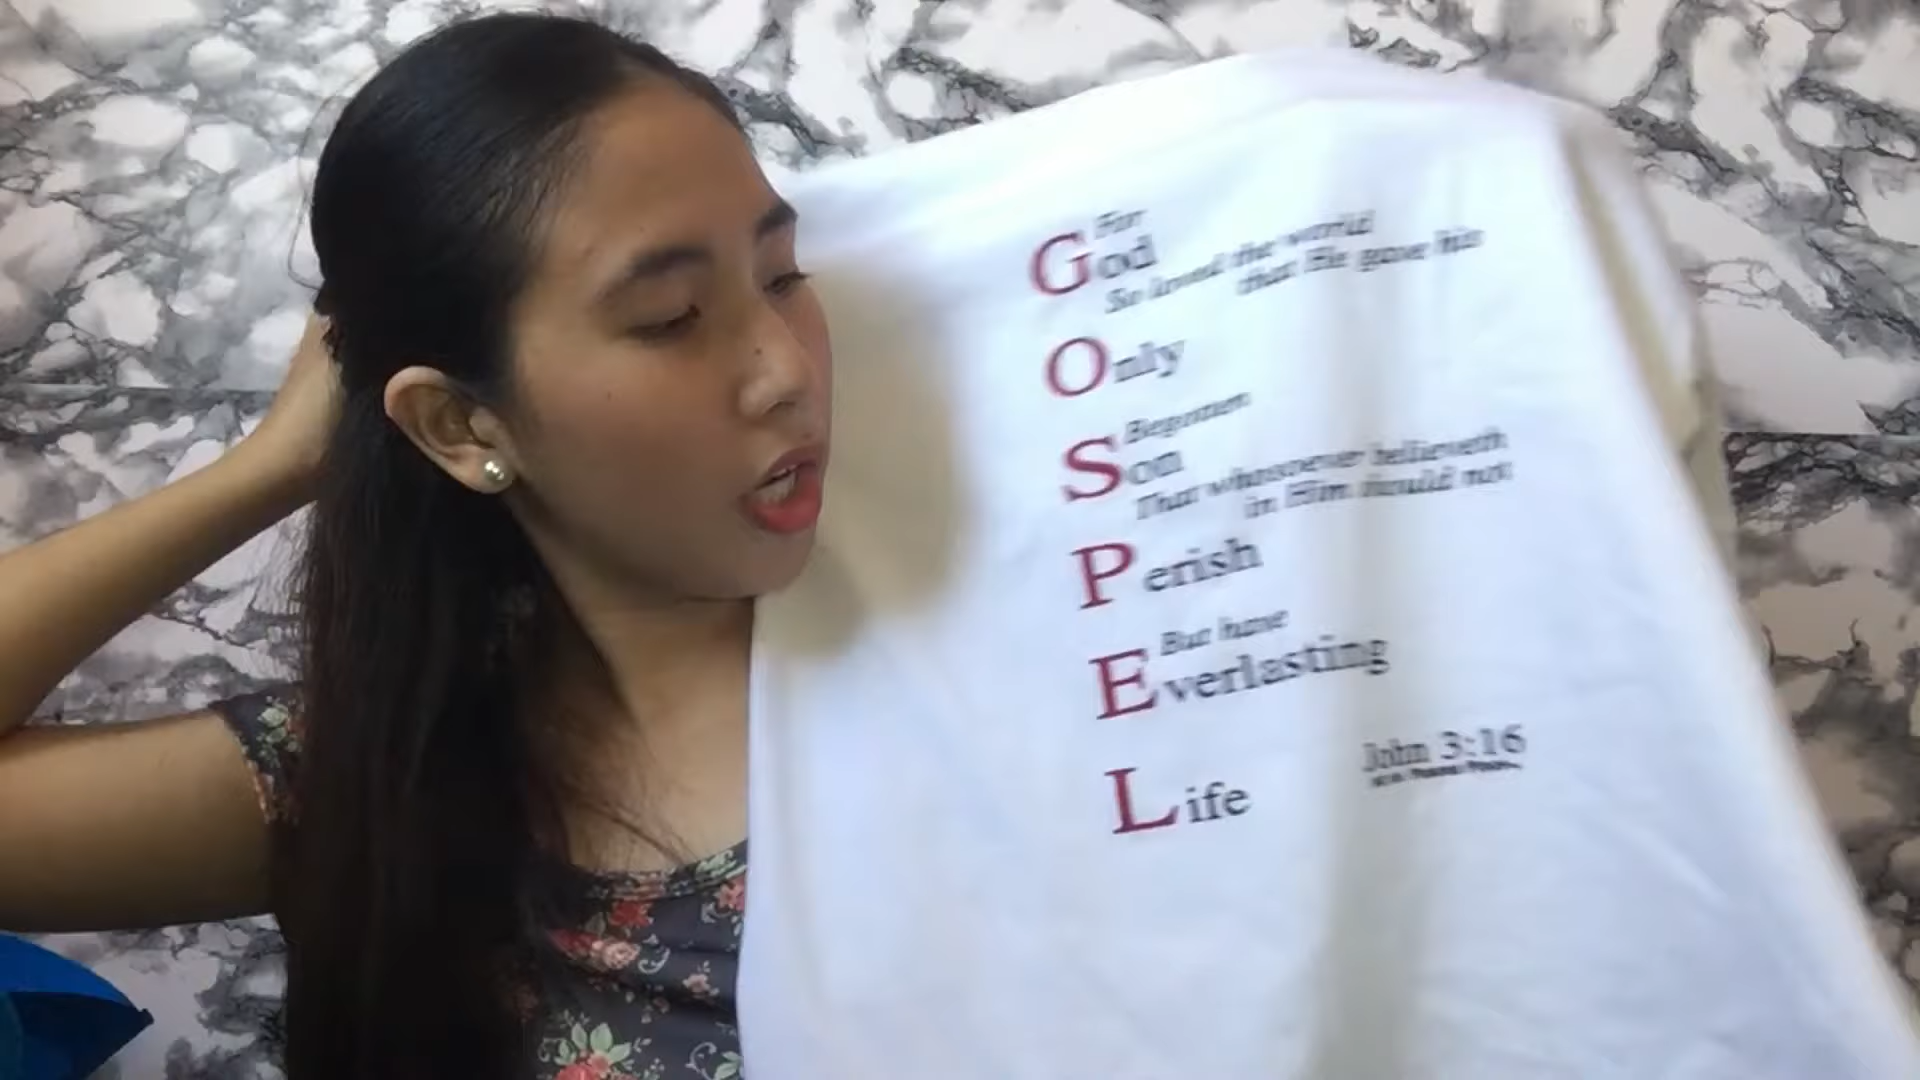 For
God
So loved the world
that He gave his
Only
Begotten
Son
That whosoever believeth
in Him should not
Perish
But have
Everlasting
Life
John 3:16